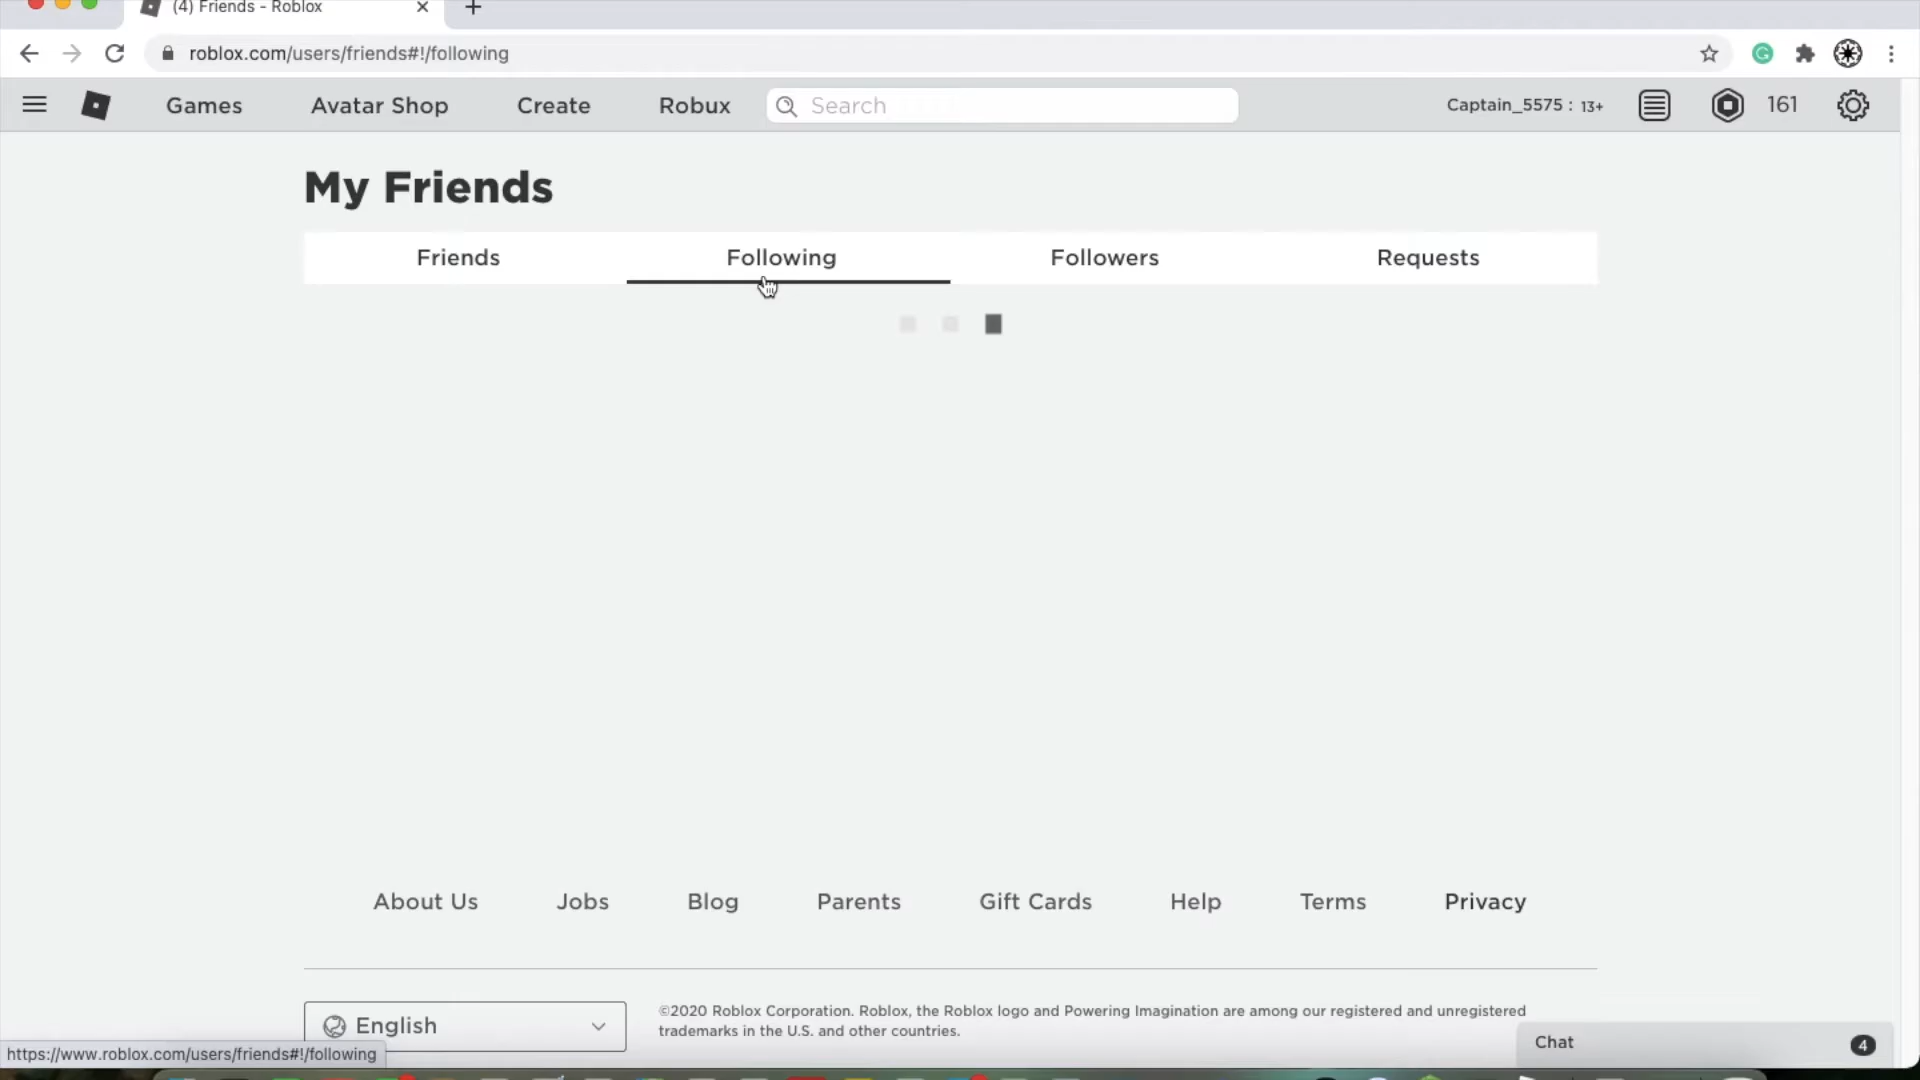 (4) Friends - Roblox
roblox.com/users/friends#!/following
Games Avatar Shop Create Robux Search Captain_5575 : 13+ 161
My Friends
Friends Following Followers Requests
About Us Jobs Blog Parents Gift Cards Help Terms Privacy
English
©2020 Roblox Corporation. Roblox, the Roblox logo and Powering Imagination are among our registered and unregistered
trademarks in the U.S. and other countries.
Chat 4
https://www.roblox.com/users/friends#!/following